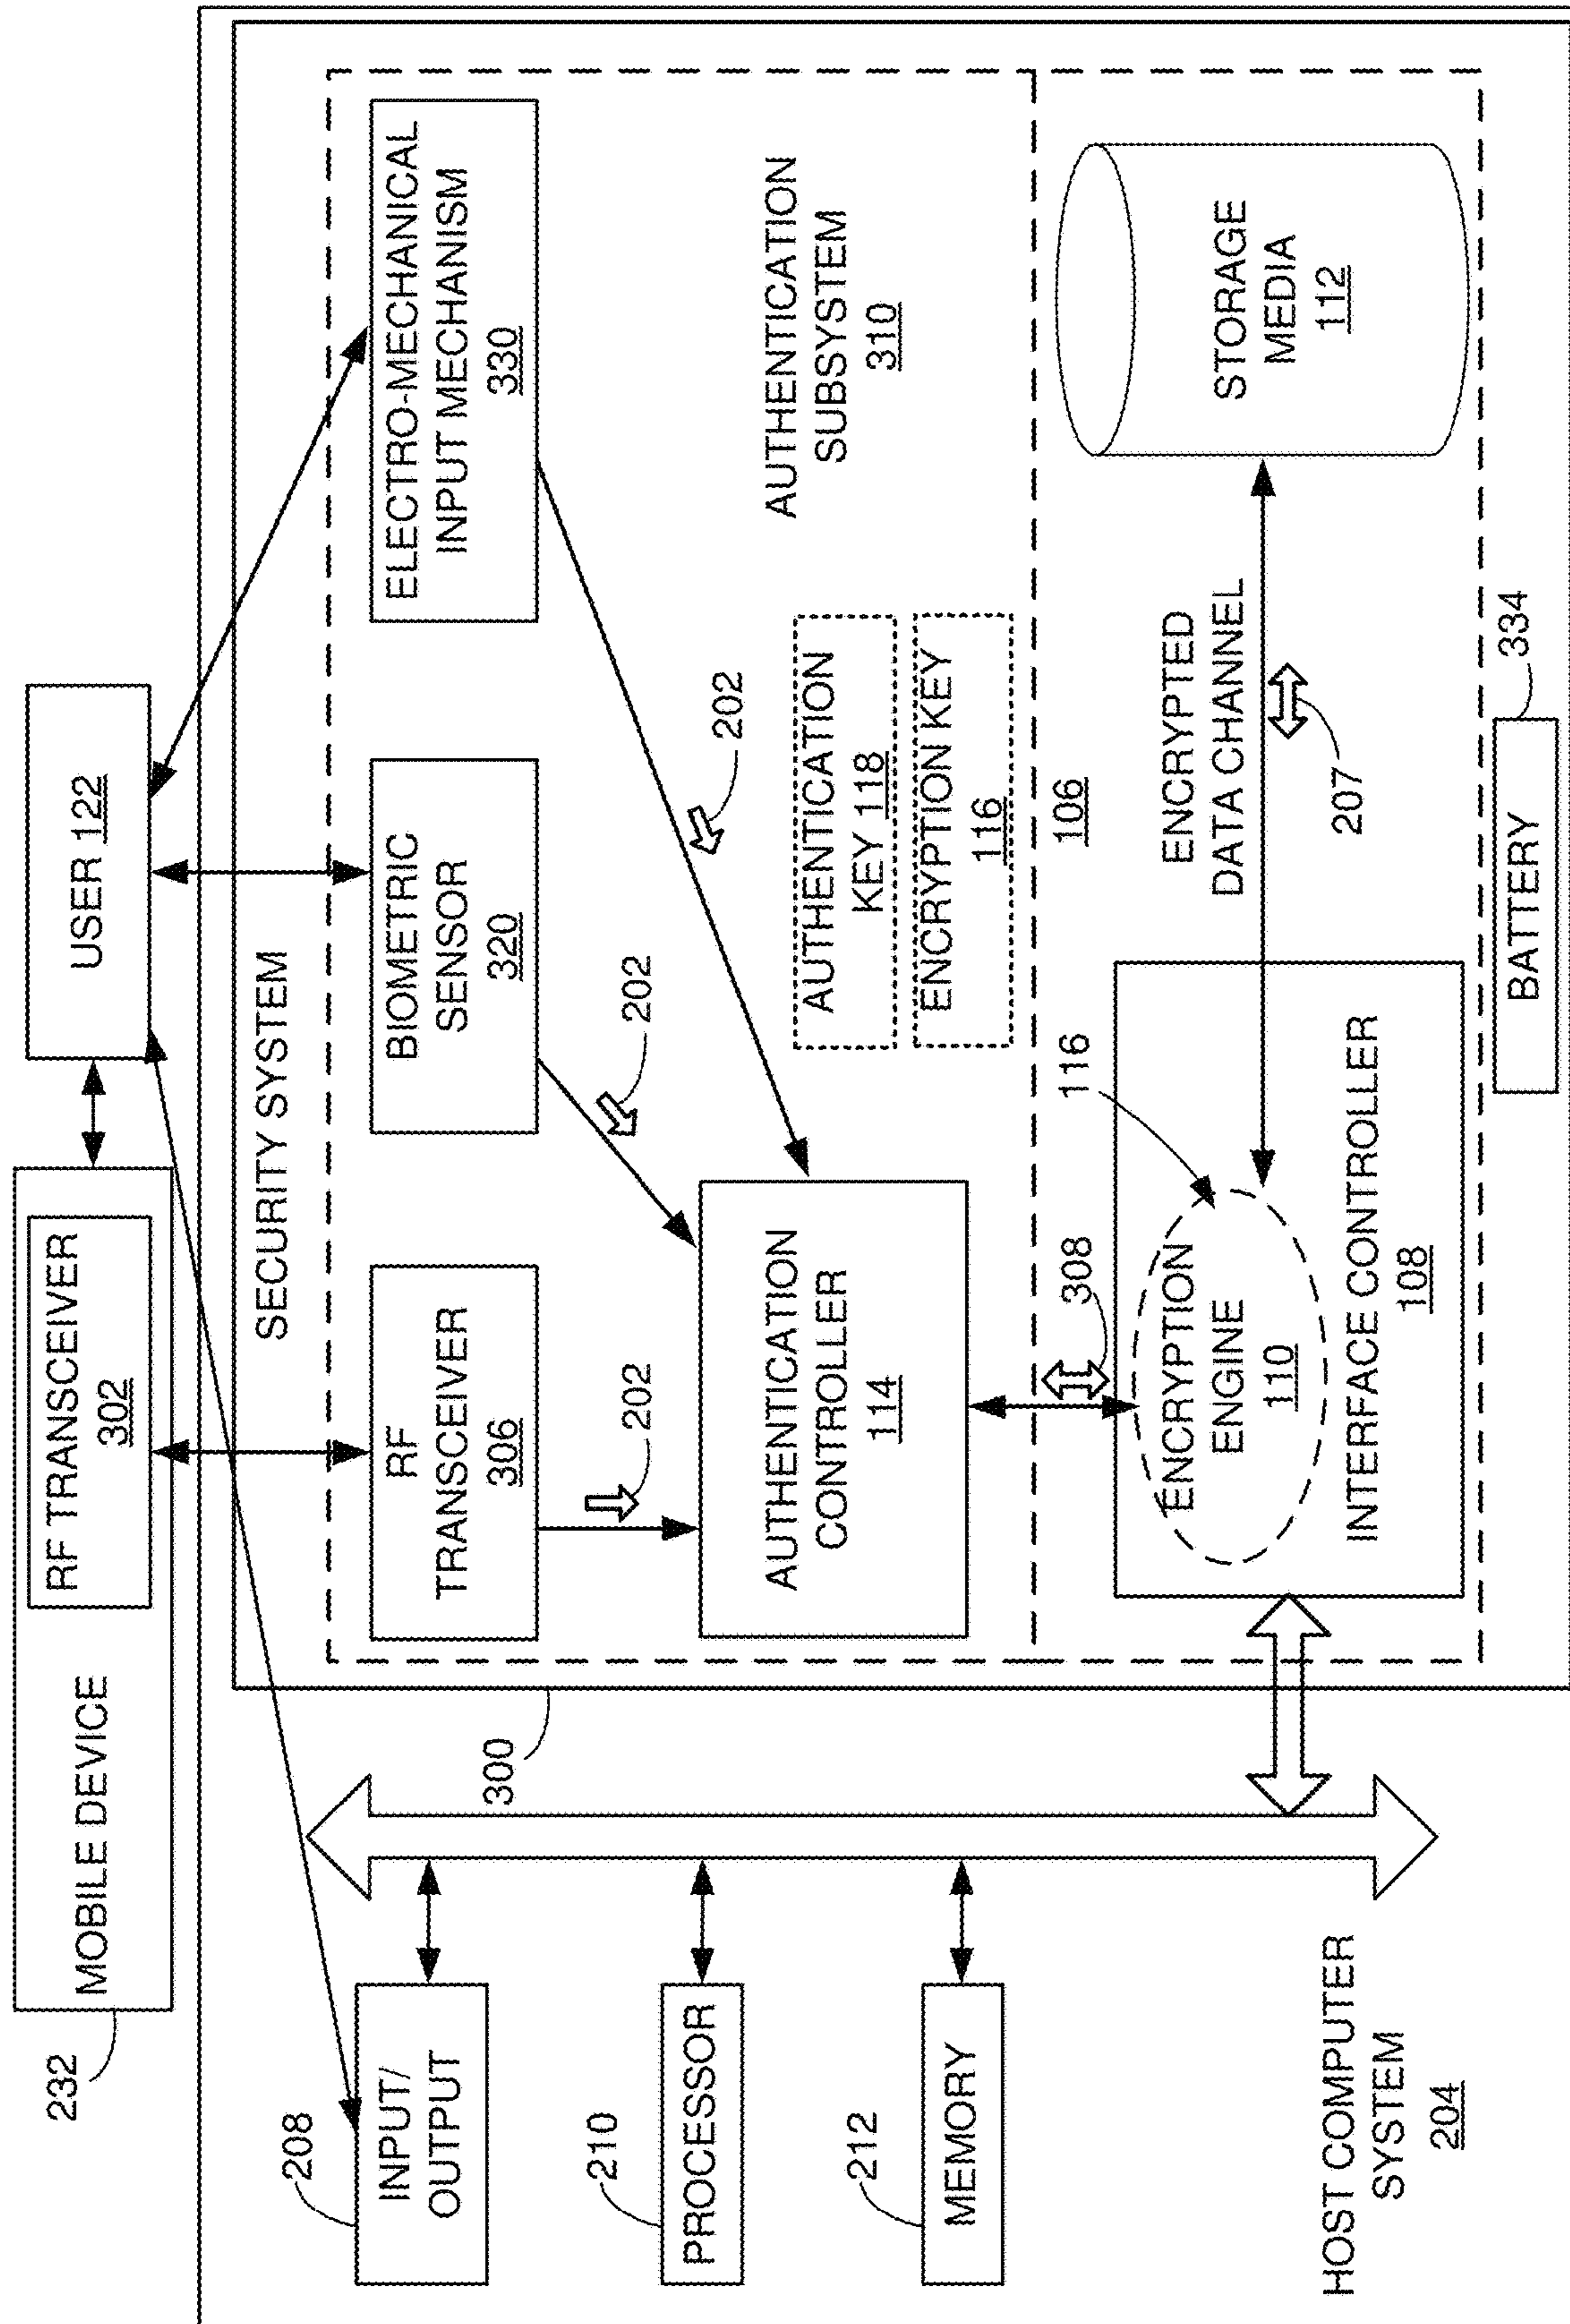 232
MOBILE DEVICE
RF TRANSCEIVER
302
USER 122
SECURITY SYSTEM
208
INPUT/
OUTPUT
210
PROCESSOR
212
MEMORY
HOST COMPUTER
SYSTEM
204
300
RF
TRANSCEIVER
306
202
BIOMETRIC
SENSOR
320
202
ELECTRO-MECHANICAL
INPUT MECHANISM
330
202
AUTHENTICATION
CONTROLLER
114
AUTHENTICATION
SUBSYSTEM
310
AUTHENTICATION
KEY 118
ENCRYPTION KEY
116
106
308
116
ENCRYPTION
ENGINE
110
INTERFACE CONTROLLER
108
ENCRYPTED
DATA CHANNEL
207
STORAGE
MEDIA
112
BATTERY
334